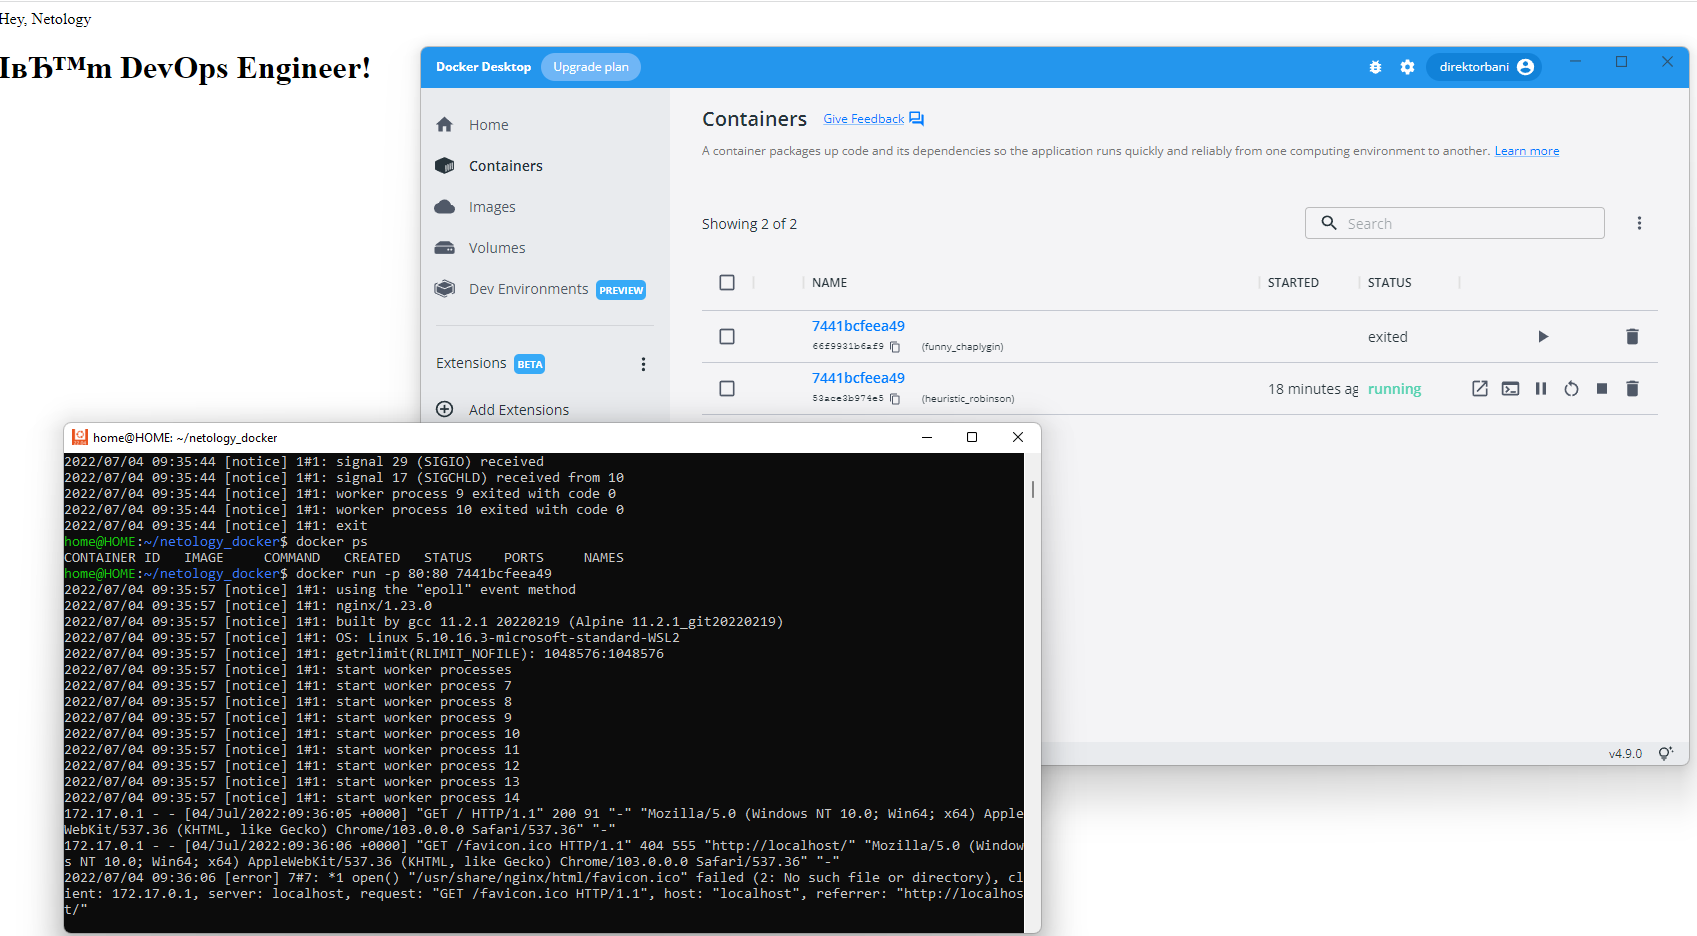 Hey, Netology
IвЂ™m DevOps Engineer!
Docker Desktop
Upgrade plan
direktorbani
Home
Containers
Images
Volumes
Dev Environments PREVIEW
Extensions BETA
Add Extensions
Containers Give Feedback
A container packages up code and its dependencies so the application runs quickly and reliably from one computing environment to another. Learn more
Showing 2 of 2
Search
NAME STARTED STATUS
7441bcfeea49
66f9931b6af9 (funny_chaplygin)
exited
7441bcfeea49
53ace3b974e5 (heuristic_robinson)
18 minutes ag running
v4.9.0
home@HOME: ~/netology_docker
2022/07/04 09:35:44 [notice] 1#1: signal 29 (SIGIO) received
2022/07/04 09:35:44 [notice] 1#1: signal 17 (SIGCHLD) received from 10
2022/07/04 09:35:44 [notice] 1#1: worker process 9 exited with code 0
2022/07/04 09:35:44 [notice] 1#1: worker process 10 exited with code 0
2022/07/04 09:35:44 [notice] 1#1: exit
home@HOME:~/netology_docker$ docker ps
CONTAINER ID   IMAGE     COMMAND   CREATED   STATUS    PORTS     NAMES
home@HOME:~/netology_docker$ docker run -p 80:80 7441bcfeea49
2022/07/04 09:35:57 [notice] 1#1: using the "epoll" event method
2022/07/04 09:35:57 [notice] 1#1: nginx/1.23.0
2022/07/04 09:35:57 [notice] 1#1: built by gcc 11.2.1 20220219 (Alpine 11.2.1_git20220219)
2022/07/04 09:35:57 [notice] 1#1: OS: Linux 5.10.16.3-microsoft-standard-WSL2
2022/07/04 09:35:57 [notice] 1#1: getrlimit(RLIMIT_NOFILE): 1048576:1048576
2022/07/04 09:35:57 [notice] 1#1: start worker processes
2022/07/04 09:35:57 [notice] 1#1: start worker process 7
2022/07/04 09:35:57 [notice] 1#1: start worker process 8
2022/07/04 09:35:57 [notice] 1#1: start worker process 9
2022/07/04 09:35:57 [notice] 1#1: start worker process 10
2022/07/04 09:35:57 [notice] 1#1: start worker process 11
2022/07/04 09:35:57 [notice] 1#1: start worker process 12
2022/07/04 09:35:57 [notice] 1#1: start worker process 13
2022/07/04 09:35:57 [notice] 1#1: start worker process 14
172.17.0.1 - - [04/Jul/2022:09:36:05 +0000] "GET / HTTP/1.1" 200 91 "-" "Mozilla/5.0 (Windows NT 10.0; Win64; x64) Apple
WebKit/537.36 (KHTML, like Gecko) Chrome/103.0.0.0 Safari/537.36" "-"
172.17.0.1 - - [04/Jul/2022:09:36:06 +0000] "GET /favicon.ico HTTP/1.1" 404 555 "http://localhost/" "Mozilla/5.0 (Window
s NT 10.0; Win64; x64) AppleWebKit/537.36 (KHTML, like Gecko) Chrome/103.0.0.0 Safari/537.36" "-"
2022/07/04 09:36:06 [error] 7#7: *1 open() "/usr/share/nginx/html/favicon.ico" failed (2: No such file or directory), cl
ient: 172.17.0.1, server: localhost, request: "GET /favicon.ico HTTP/1.1", host: "localhost", referrer: "http://localhos
t/"